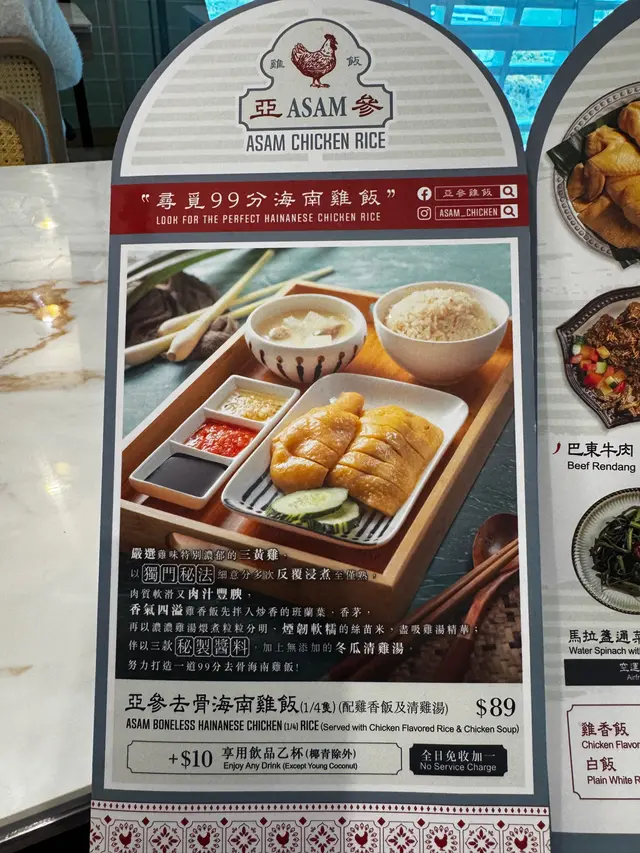 雞 飯
亞 ASAM 參
ASAM CHICKEN RICE
“尋覓99分海南雞飯”
LOOK FOR THE PERFECT HAINANESE CHICKEN RICE
亞參雞飯
ASAM_CHICKEN
嚴選雞味特別濃郁的三黃雞，
以獨門秘法細意分多次反覆浸煮至僅熟，
肉質軟滑又肉汁豐腴，
香氣四溢雞香飯先拌入炒香的班蘭葉、香茅，
再以濃濃雞湯煨煮粒粒分明、煙韌軟糯的絲苗米，盡吸雞湯精華；
伴以三款秘製醬料，加上無添加的冬瓜清雞湯，
努力打造一道99分去骨海南雞飯!
亞參去骨海南雞飯(1/4隻)(配雞香飯及清雞湯) $89
ASAM BONELESS HAINANESE CHICKEN (1/4) RICE (Served with Chicken Flavored Rice & Chicken Soup)
+$10 享用飲品乙杯(椰青除外)
Enjoy Any Drink (Except Young Coconut)
全日免收加一
No Service Charge
巴東牛肉
Beef Rendang
馬拉盞通菜
Water Spinach with
空運
Airfr
雞香飯
Chicken Flavor
白飯
Plain White R